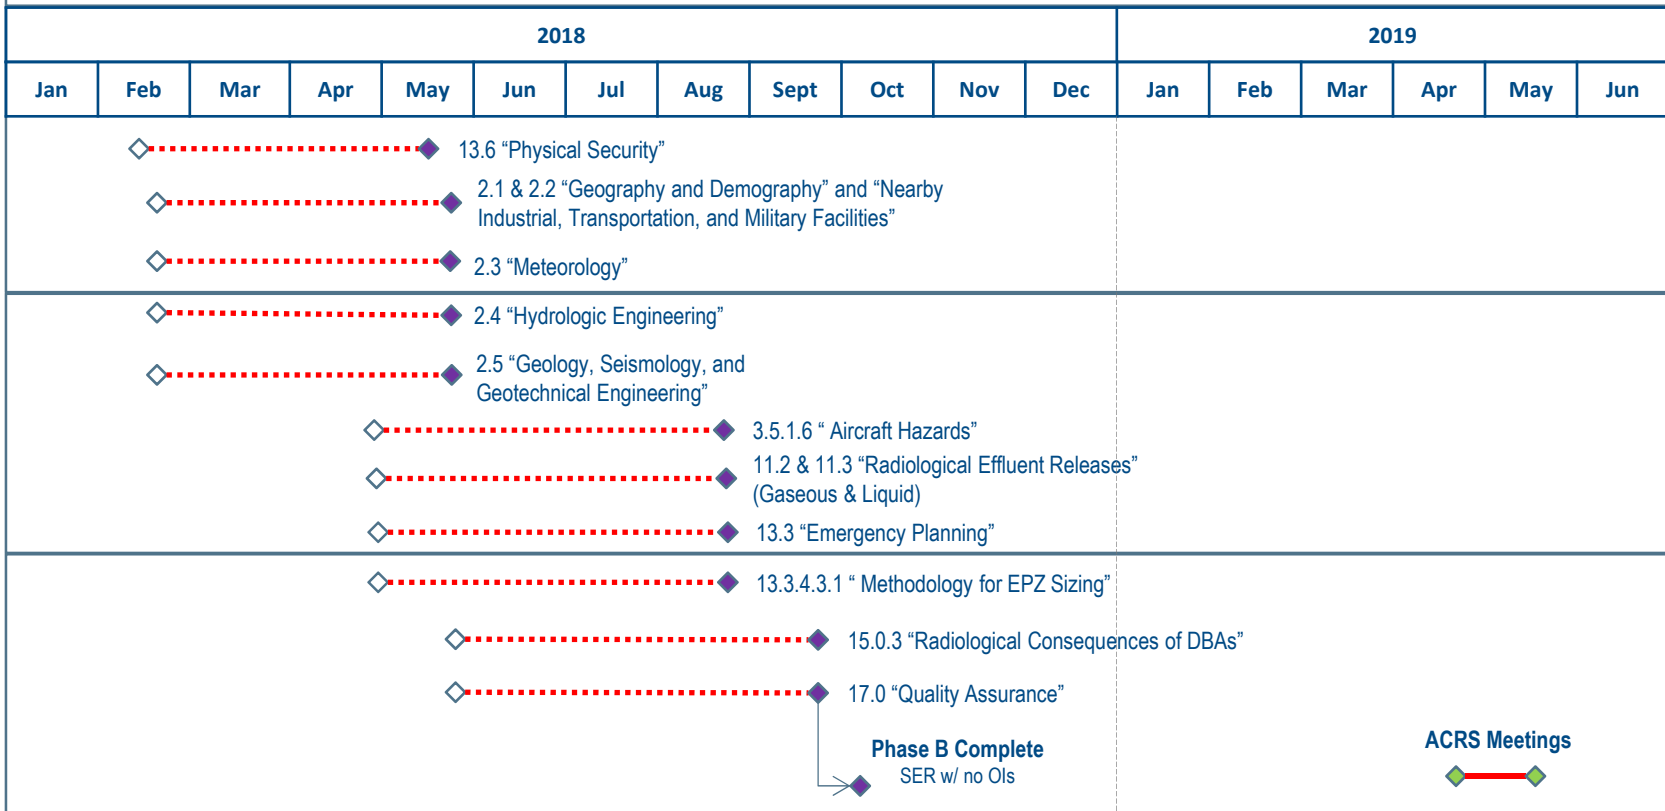 2018
2019
Jan Feb Mar Apr May Jun Jul Aug Sept Oct Nov Dec Jan Feb Mar Apr May Jun
13.6 “Physical Security”
2.1 & 2.2 “Geography and Demography” and “Nearby
Industrial, Transportation, and Military Facilities”
2.3 “Meteorology”
2.4 “Hydrologic Engineering”
2.5 “Geology, Seismology, and
Geotechnical Engineering”
3.5.1.6 “ Aircraft Hazards”
11.2 & 11.3 “Radiological Effluent Releases”
(Gaseous & Liquid)
13.3 “Emergency Planning”
13.3.4.3.1 “ Methodology for EPZ Sizing”
15.0.3 “Radiological Consequences of DBAs”
17.0 “Quality Assurance”
Phase B Complete
SER w/ no OIs
ACRS Meetings